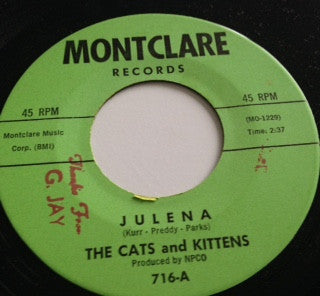 MONTCLARE
RECORDS
45 RPM
45 RPM
Montclare Music
Corp. (BMI)
(MO-1229)
Time: 2:37
Thanks From
G. JAY
JULENA
(Kurr - Preddy - Parks)
THE CATS and KITTENS
Produced by NPCO
716-A